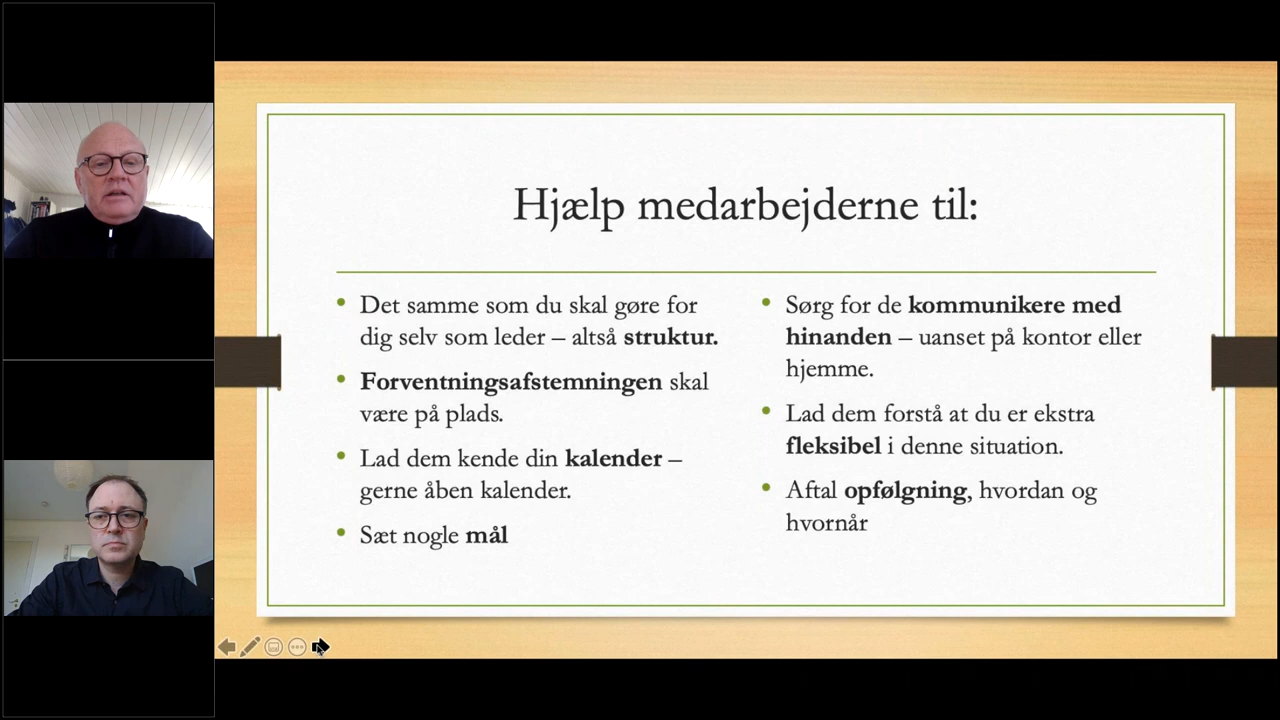 Hjælp medarbejderne til:
Det samme som du skal gøre for
dig selv som leder – altså struktur.
Forventningsafstemningen skal
være på plads.
Lad dem kende din kalender –
gerne åben kalender.
Sæt nogle mål
Sørg for de kommunikere med
hinanden – uanset på kontor eller
hjemme.
Lad dem forstå at du er ekstra
fleksibel i denne situation.
Aftal opfølgning, hvordan og
hvornår